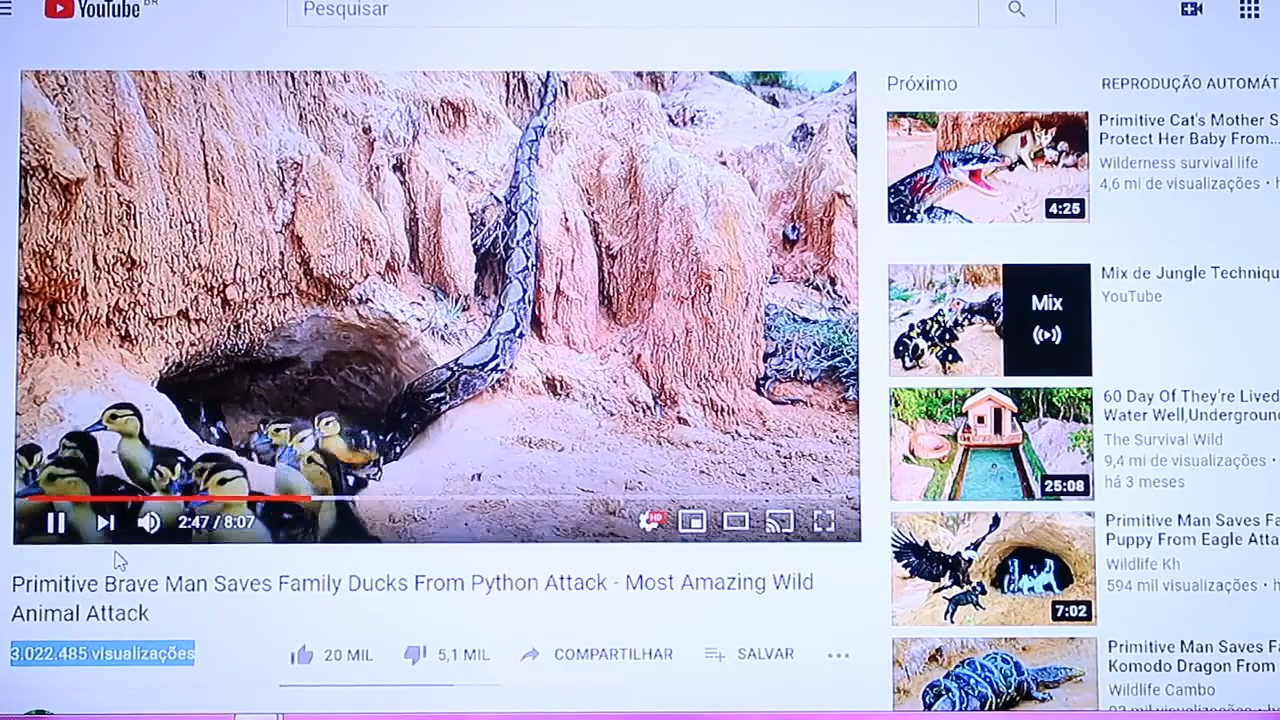 YouTube BR
Pesquisar
Próximo
REPRODUÇÃO AUTOMÁT
Primitive Cat's Mother S
Protect Her Baby From...
Wilderness survival life
4,6 mi de visualizações • h
4:25
Mix de Jungle Techniqu
YouTube
Mix
60 Day Of They're Lived
Water Well,Underground
The Survival Wild
9,4 mi de visualizações •
há 3 meses
25:08
Primitive Man Saves Fa
Puppy From Eagle Atta
Wildlife Kh
594 mil visualizações • h
7:02
Primitive Man Saves Fa
Komodo Dragon From
Wildlife Cambo
2:47 / 8:07
HD
Primitive Brave Man Saves Family Ducks From Python Attack - Most Amazing Wild
Animal Attack
3.022.485 visualizações
20 MIL 5,1 MIL COMPARTILHAR SALVAR